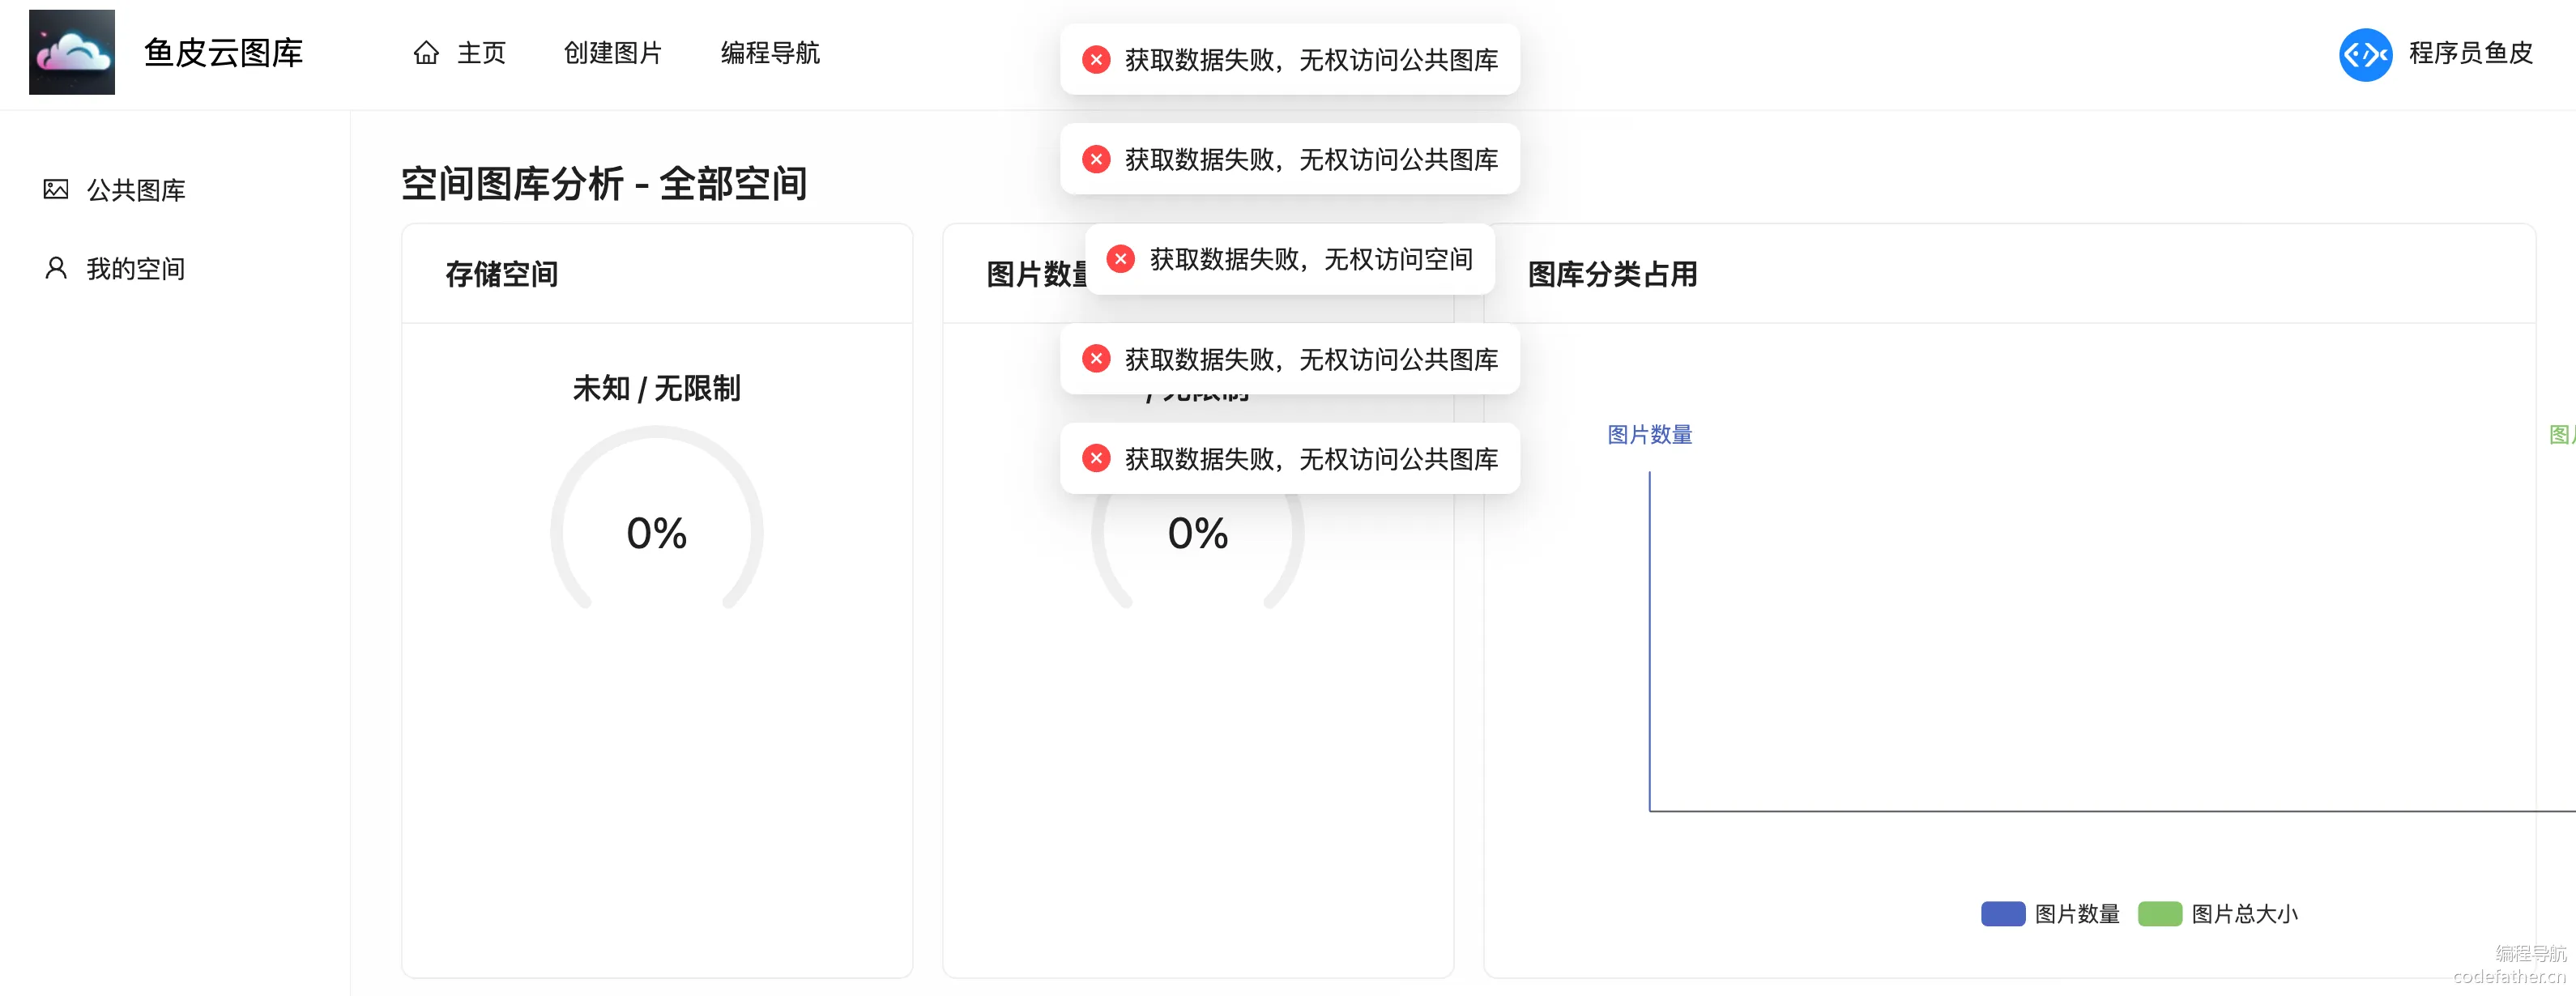 鱼皮云图库
主页
创建图片
编程导航
程序员鱼皮
获取数据失败，无权访问公共图库
获取数据失败，无权访问公共图库
获取数据失败，无权访问空间
获取数据失败，无权访问公共图库
获取数据失败，无权访问公共图库
公共图库
我的空间
空间图库分析 - 全部空间
存储空间
未知 / 无限制
0%
图片数量
/ 无限制
0%
图库分类占用
图片数量
图片数量
图片总大小
编程导航
codefather.cn